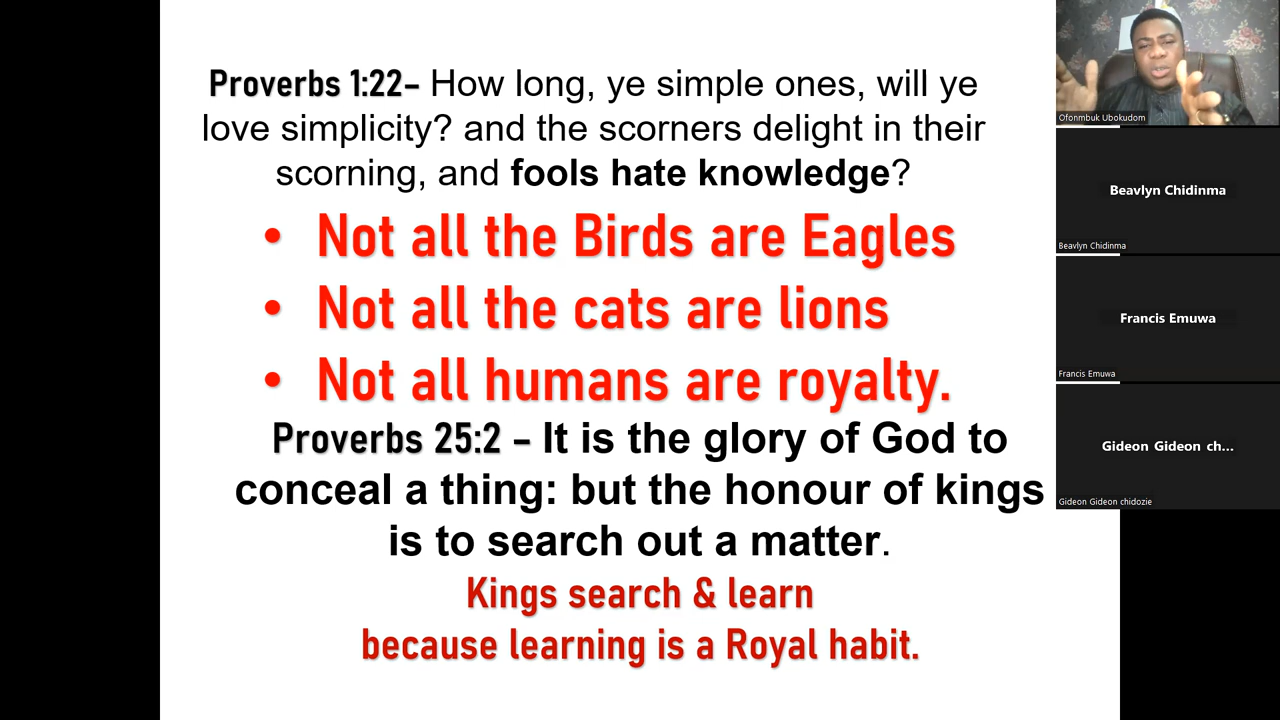 Proverbs 1:22– How long, ye simple ones, will ye
love simplicity? and the scorners delight in their
scorning, and fools hate knowledge?
• Not all the Birds are Eagles
• Not all the cats are lions
• Not all humans are royalty.
Proverbs 25:2 – It is the glory of God to
conceal a thing: but the honour of kings
is to search out a matter.
Kings search & learn
because learning is a Royal habit.
Ofonmbuk Ubokudom
Beavlyn Chidinma
Beavlyn Chidinma
Francis Emuwa
Francis Emuwa
Gideon Gideon ch...
Gideon Gideon chidozie